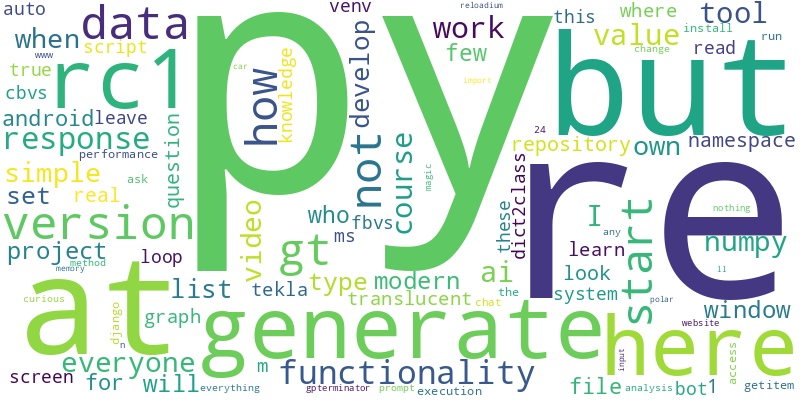 auto
data
when
script
true
rc1
cbvs
android
leave
response
performance
simple
question
set
real
version
project
loop
at
list
tekla
curious
graph
django
n
method
memory
everyone
screen
for
will
everything
www
car
how
knowledge
import
venv
develop
py
not
course
video
who
fbvs
ms
gt
type
modern
translucent
magic
ask
generate
m
functionality
gpterminator
prompt
execution
chat
the
ai
reloadium
work
few
this
where
value
tool
install
read
run
change
but
24
repository
own
namespace
re
dict2class
these
I
any
learn
look
system
start
nothing
numpy
11
polar
window
website
here
input
access
file
analysis
bot
1
getitem